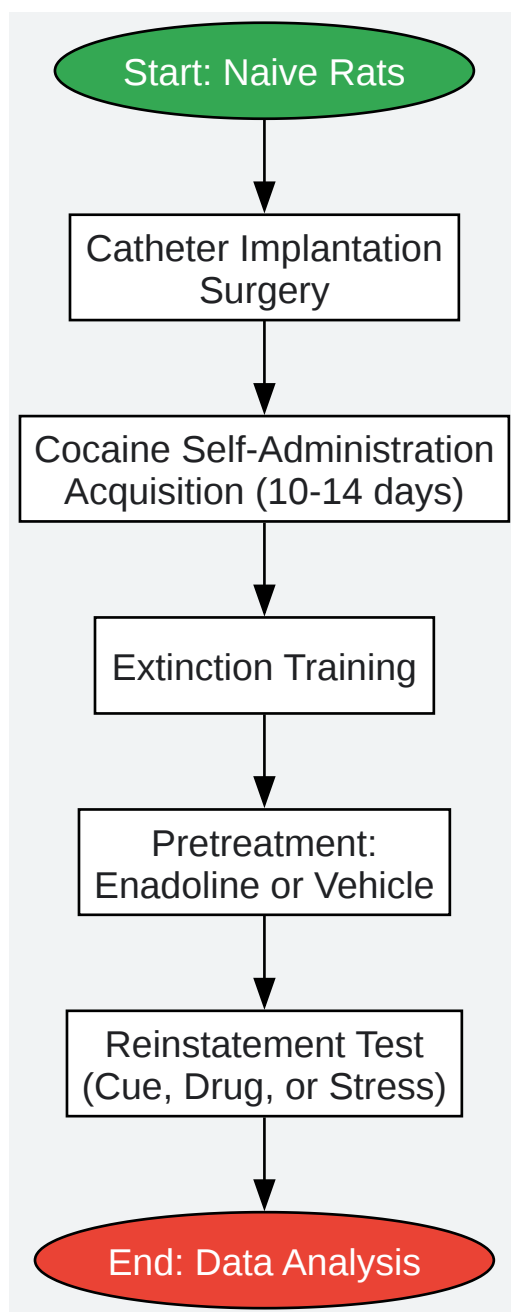 Start: Naive Rats
Catheter Implantation
Surgery
Cocaine Self-Administration
Acquisition (10-14 days)
Extinction Training
Pretreatment:
Enadoline or Vehicle
Reinstatement Test
(Cue, Drug, or Stress)
End: Data Analysis